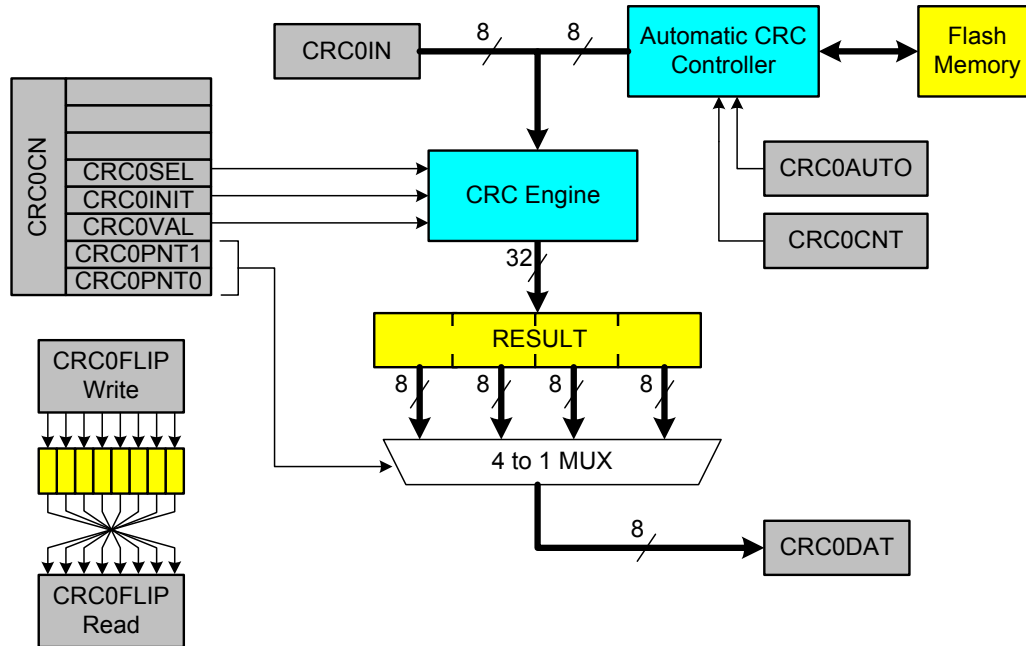 CRC0IN
8
8
Automatic CRC
Controller
Flash
Memory
CRC0CN
CRC0SEL
CRC0INIT
CRC0VAL
CRC0PNT1
CRC0PNT0
CRC Engine
CRC0AUTO
CRC0CNT
32
RESULT
8
8
8
8
4 to 1 MUX
8
CRC0DAT
CRC0FLIP
Write
CRC0FLIP
Read